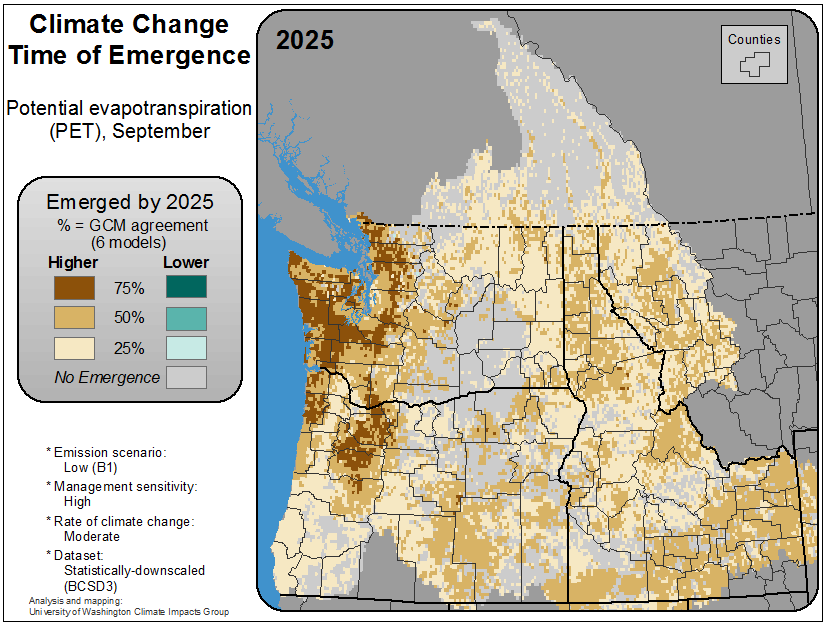 Climate Change
Time of Emergence
Potential evapotranspiration
(PET), September
Emerged by 2025
% = GCM agreement
(6 models)
Higher Lower
75%
50%
25%
No Emergence
* Emission scenario:
Low (B1)
* Management sensitivity:
High
* Rate of climate change:
Moderate
* Dataset:
Statistically-downscaled
(BCSD3)
Analysis and mapping:
University of Washington Climate Impacts Group
2025
Counties